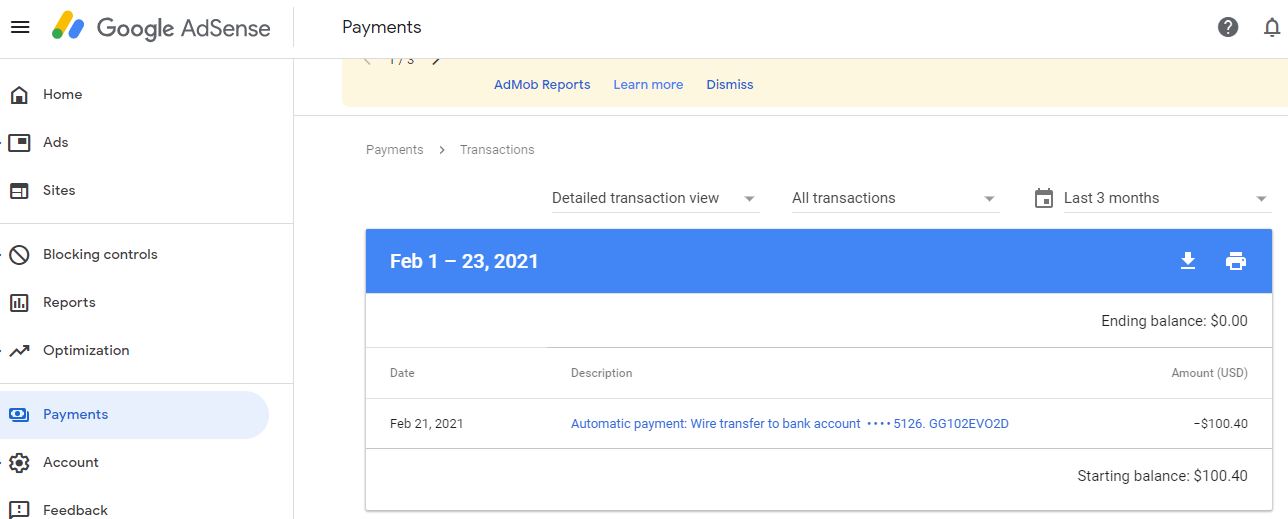 Google AdSense
Payments
1 / 3
AdMob Reports Learn more Dismiss
Home
Ads
Sites
Blocking controls
Reports
Optimization
Payments
Account
Feedback
Payments > Transactions
Detailed transaction view All transactions Last 3 months
Feb 1 – 23, 2021
Ending balance: $0.00
Date Description Amount (USD)
Feb 21, 2021 Automatic payment: Wire transfer to bank account •••• 5126. GG102EVO2D −$100.40
Starting balance: $100.40